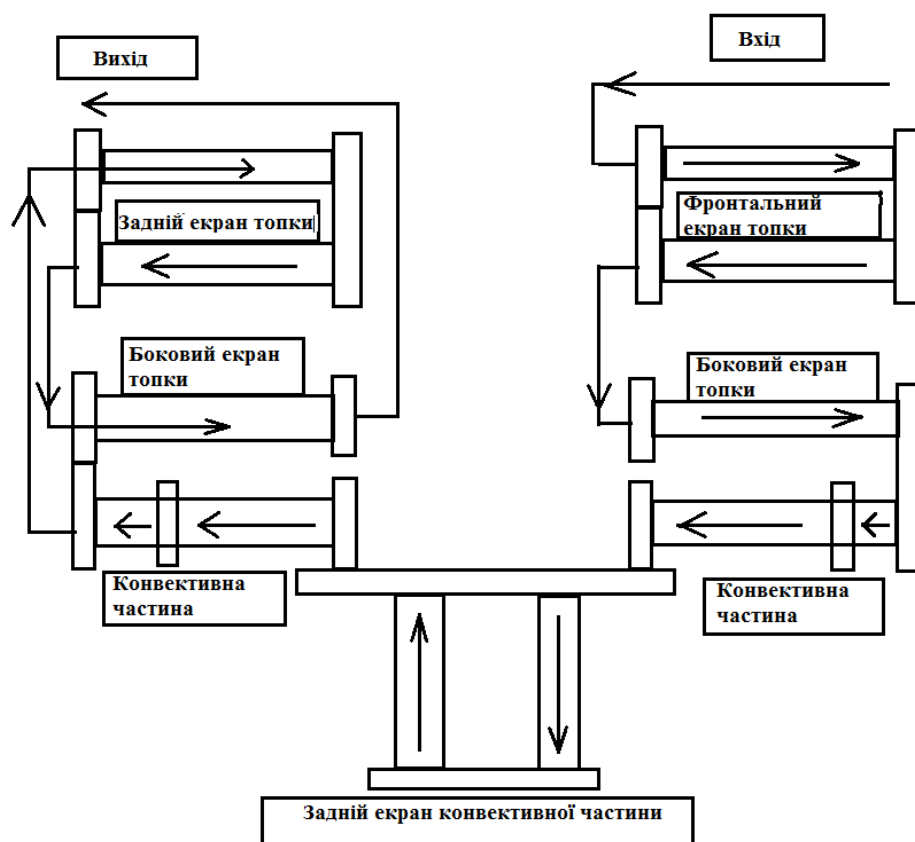 Вихід
Вхід
Задній екран топки
Фронтальний
екран топки
Боковий екран
топки
Боковий екран
топки
Конвективна
частина
Конвективна
частина
Задній екран конвективної частини